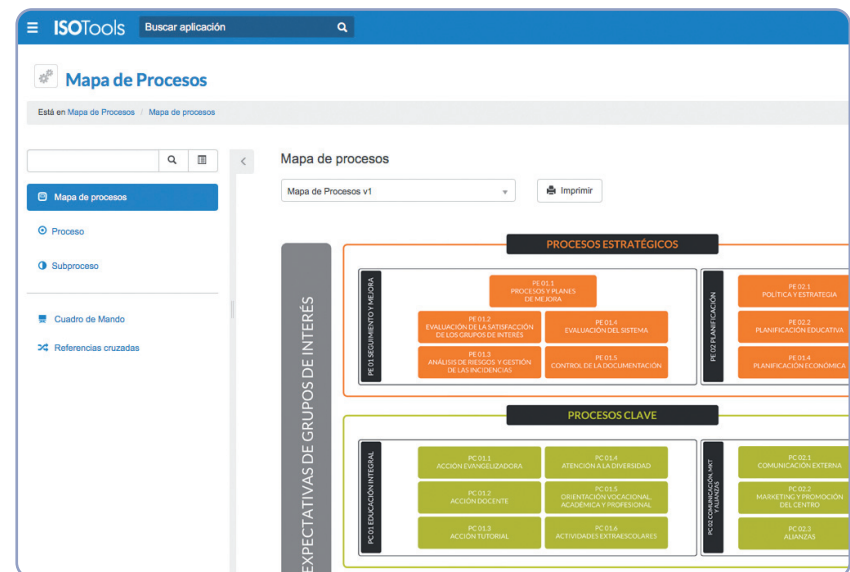 ISOTools
Buscar aplicación
Mapa de Procesos
Está en Mapa de Procesos / Mapa de procesos
Mapa de procesos
Proceso
Subproceso
Cuadro de Mando
Referencias cruzadas
Mapa de procesos
Mapa de Procesos v1
Imprimir
EXPECTATIVAS DE GRUPOS DE INTERÉS
PROCESOS ESTRATÉGICOS
PE 01 SEGUIMIENTO Y MEJORA
PE 01.1
PROCESOS Y PLANES
DE MEJORA
PE 01.2
EVALUACIÓN DE LA SATISFACCIÓN
DE LOS GRUPOS DE INTERÉS
PE 01.4
EVALUACIÓN DEL SISTEMA
PE 01.3
ANÁLISIS DE RIESGOS Y GESTIÓN
DE LAS INCIDENCIAS
PE 01.5
CONTROL DE LA DOCUMENTACIÓN
PE 02 PLANIFICACIÓN
PE 02.1
POLÍTICA Y ESTRATEGIA
PE 02.2
PLANIFICACIÓN EDUCATIVA
PE 01.4
PLANIFICACIÓN ECONÓMICA
PROCESOS CLAVE
PC 01 EDUCACIÓN INTEGRAL
PC 01.1
ACCIÓN EVANGELIZADORA
PC 01.4
ATENCIÓN A LA DIVERSIDAD
PC 01.2
ACCIÓN DOCENTE
PC 01.5
ORIENTACIÓN VOCACIONAL,
ACADÉMICA Y PROFESIONAL
PC 01.3
ACCIÓN TUTORIAL
PC 01.6
ACTIVIDADES EXTRAESCOLARES
PC 02 COMUNICACIÓN, MKT
Y ALIANZAS
PC 02.1
COMUNICACIÓN EXTERNA
PC 02.2
MARKETING Y PROMOCIÓN
DEL CENTRO
PC 02.3
ALIANZAS